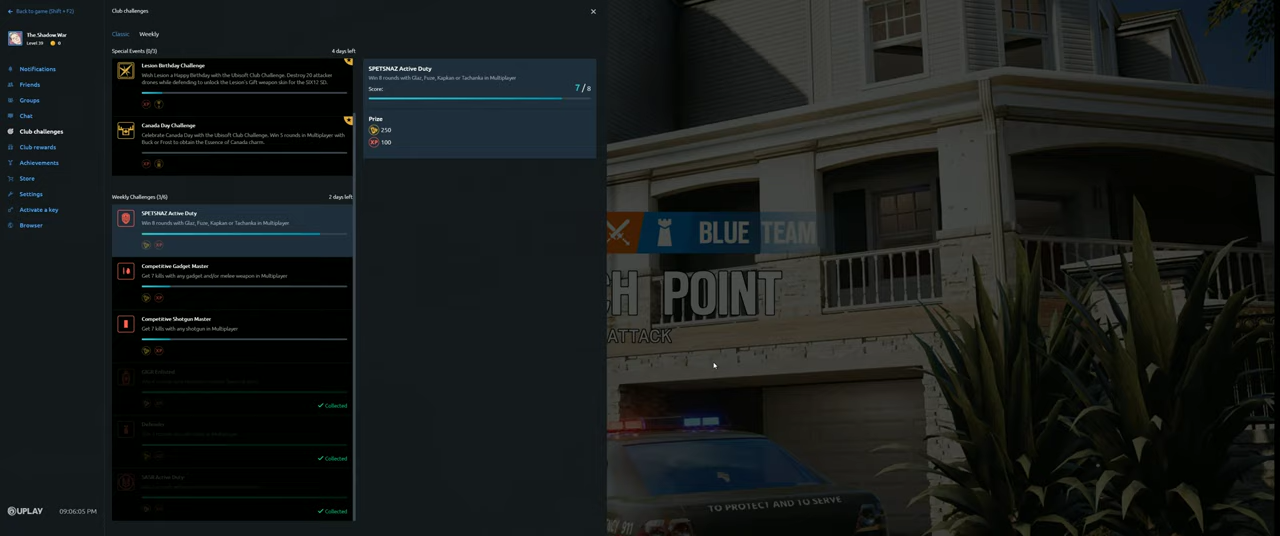 Back to game (Shift + F2)
The.Shadow.War
Level 39
0
Notifications
Friends
Groups
Chat
Club challenges
Club rewards
Achievements
Store
Settings
Activate a key
Browser
UPLAY
09:06:05 PM
Club challenges
Classic
Weekly
Special Events (0/3)
4 days left
Lesion Birthday Challenge
Wish Lesion a Happy Birthday with the Ubisoft Club Challenge. Destroy 20 attacker
drones while defending to unlock the Lesion's Gift weapon skin for the SIX12 SD.
XP
Canada Day Challenge
Celebrate Canada Day with the Ubisoft Club Challenge. Win 5 rounds in Multiplayer with
Buck or Frost to obtain the Essence of Canada charm.
XP
Weekly Challenges (3/6)
2 days left
SPETSNAZ Active Duty
Win 8 rounds with Glaz, Fuze, Kapkan or Tachanka in Multiplayer
XP
Competitive Gadget Master
Get 7 kills with any gadget and/or melee weapon in Multiplayer
XP
Competitive Shotgun Master
Get 7 kills with any shotgun in Multiplayer
XP
Collected
Collected
Collected
SPETSNAZ Active Duty
Win 8 rounds with Glaz, Fuze, Kapkan or Tachanka in Multiplayer
Score:
7 / 8
Prize
250
XP 100
BLUE TEAM
CH POINT
ATTACK
TO PROTECT AND TO SERVE